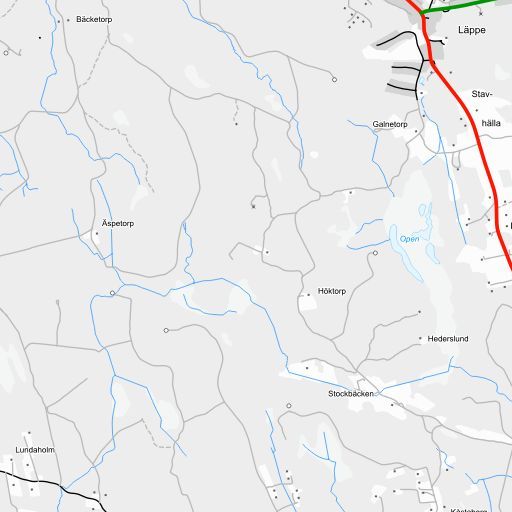 Bäcketorp
Läppe
Stav-
hälla
Galnetorp
Äspetorp
Open
Höktorp
Hederslund
Stockbäcken
Lundaholm